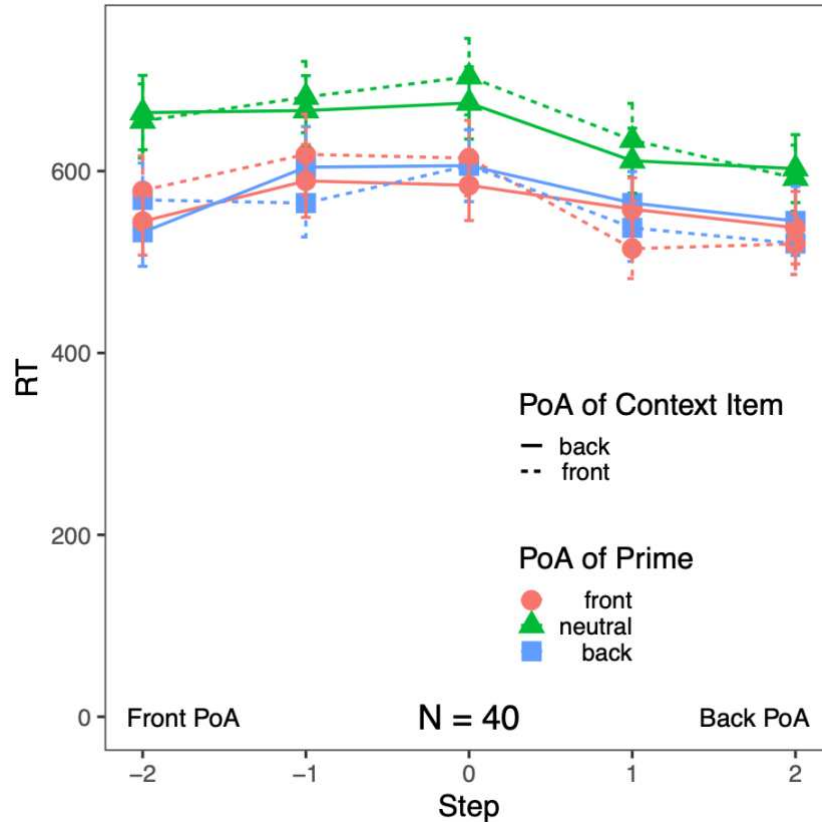 RT
600
400
200
0
PoA of Context Item
back
front
PoA of Prime
front
neutral
back
Front PoA
N = 40
Back PoA
−2
−1
0
1
2
Step